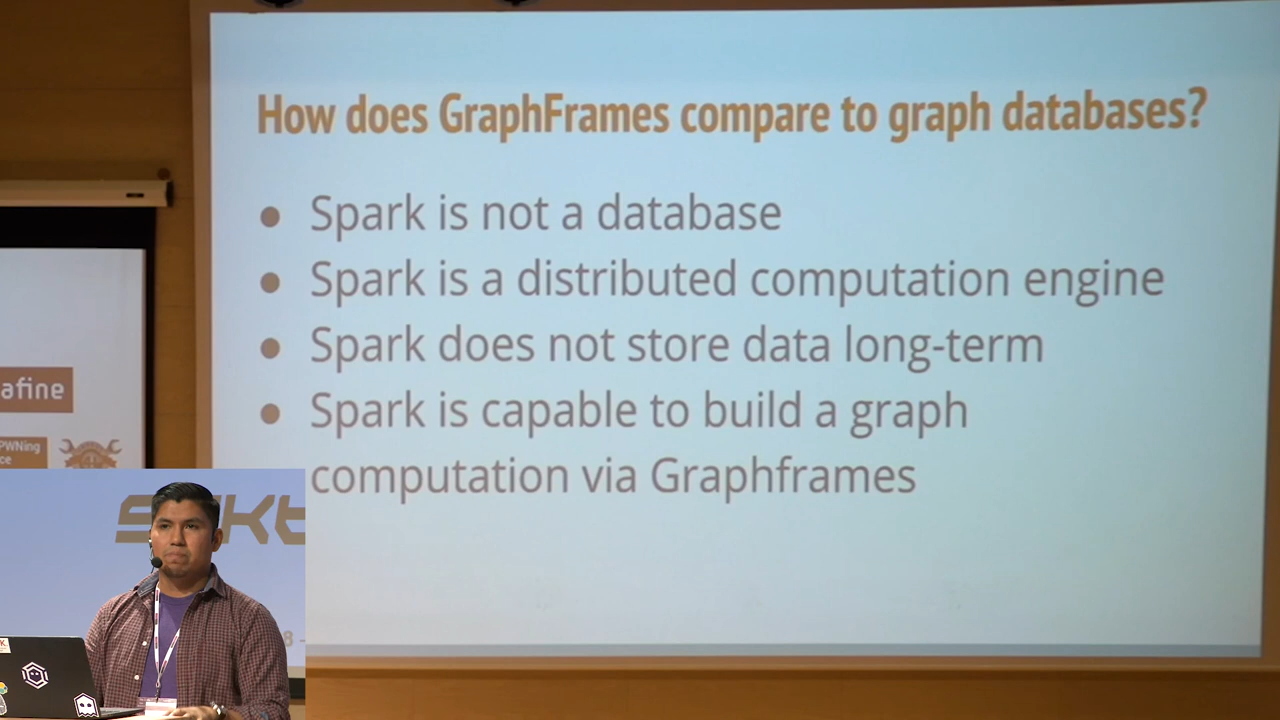 How does GraphFrames compare to graph databases?
● Spark is not a database
● Spark is a distributed computation engine
● Spark does not store data long-term
● Spark is capable to build a graph
computation via Graphframes
afine
PWNing